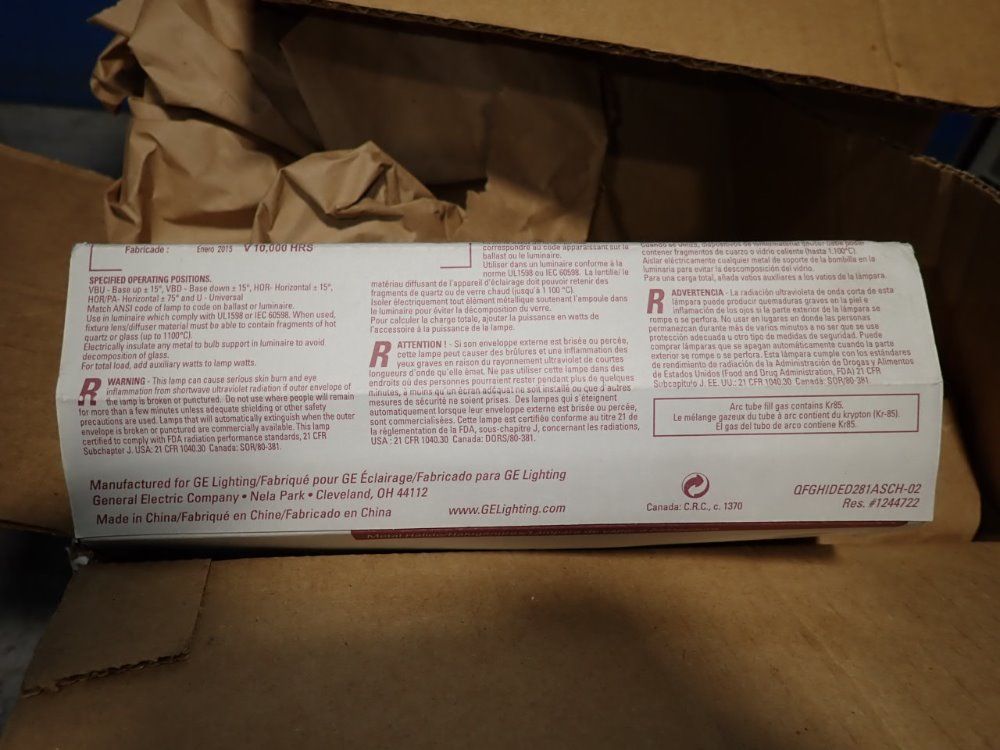 Fabricade : Enero 2015 V 10,000 HRS
SPECIFIED OPERATING POSITIONS.
VBU - Base up ± 15°, VBD - Base down ± 15°, HOR- Horizontal ± 15°,
HOR/PA- Horizontal ± 75° and U - Universal
Match ANSI code of lamp to code on ballast or luminaire.
Use in luminaire which comply with UL1598 or IEC 60598. When used,
fixture lens/diffuser material must be able to contain fragments of hot
quartz or glass (up to 1100°C)
Electrically insulate any metal to bulb support in luminaire to avoid
decomposition of glass.
For total load, add auxiliary watts to lamp watts.
R WARNING - This lamp can cause serious skin burn and eye
inflammation from shortwave ultraviolet radiation if outer envelope of
the lamp is broken or punctured. Do not use where people will remain
for more than a few minutes unless adequate shielding or other safety
precautions are used. Lamps that will automatically extinguish when the outer
envelope is broken or punctured are commercially available. This lamp
certified to comply with FDA radiation performance standards, 21 CFR
Subchapter J. USA: 21 CFR 1040.30 Canada: SOR/80-381.
correspondre au code apparaissant sur le
ballast ou le luminaire.
Utiliser dans un luminaire conforme à la
norme UL1598 ou IEC 60598. La lentille/ le
matériau diffusant de l'appareil d'éclairage doit pouvoir retenir des
fragments de quartz ou de verre chaud (jusqu'à 1 100 °C).
Isoler électriquement tout élément métallique soutenant l'ampoule dans
le luminaire pour éviter la décomposition du verre.
Pour calculer la charge totale, ajouter la puissance en watts de
l'accessoire à la puissance de la lampe.
R ATTENTION ! - Si son enveloppe externe est brisée ou percée,
cette lampe peut causer des brûlures et une inflammation des
yeux graves en raison du rayonnement ultraviolet de courtes
longueurs d'onde qu'elle émet. Ne pas utiliser cette lampe dans des
endroits où des personnes pourraient rester pendant plus de quelques
minutes, à moins qu'un écran adéquat ne soit installé ou que d'autres
mesures de sécurité ne soient prises. Des lampes qui s'éteignent
automatiquement lorsque leur enveloppe externe est brisée ou percée,
sont commercialisées. Cette lampe est certifiée conforme au titre 21 de
la réglementation de la FDA, sous-chapitre J, concernant les radiations,
USA : 21 CFR 1040.30 Canada: DORS/80-381.
contener fragmentos de cuarzo o vidrio caliente (hasta 1.100°C).
Aislar eléctricamente cualquier metal de soporte de la bombilla en la
luminaria para evitar la descomposición del vidrio.
Para una carga total, añada vatios auxiliares a los vatios de la lámpara.
R ADVERTENCIA - La radiación ultravioleta de onda corta de esta
lámpara puede producir quemaduras graves en la piel e
inflamación de los ojos si la parte exterior de la lámpara se
rompe o se perfora. No usar en lugares en donde las personas
permanezcan durante más de varios minutos a no ser que se use
protección adecuada u otro tipo de medidas de seguridad. Puede
comprar lámparas que se apagan automáticamente cuando la parte
exterior se rompe o se perfora. Esta lámpara cumple con los estándares
de rendimiento de radiación de la Administración de Drogas y Alimentos
de Estados Unidos (Food and Drug Administration, FDA) 21 CFR
Subcapítulo J. EE. UU.: 21 CFR 1040.30 Canadá: SOR/80-381
Arc tube fill gas contains Kr85.
Le mélange gazeux du tube à arc contient du krypton (Kr-85).
El gas del tubo de arco contiene Kr85.
Manufactured for GE Lighting/Fabriqué pour GE Éclairage/Fabricado para GE Lighting
General Electric Company • Nela Park • Cleveland, OH 44112
Made in China/Fabriqué en Chine/Fabricado en China
www.GELighting.com
Canada: C.R.C., c. 1370
QFGHIDED281ASCH-02
Res. #1244722